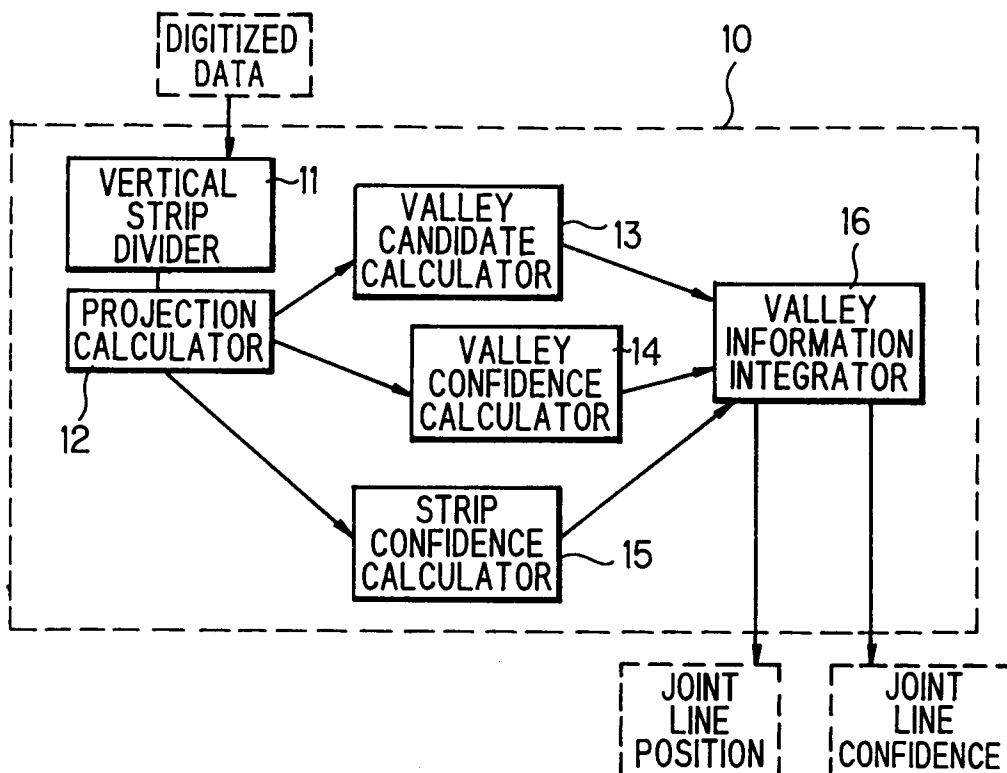 DIGITIZED
DATA
10
VERTICAL
STRIP
DIVIDER
11
PROJECTION
CALCULATOR
12
VALLEY
CANDIDATE
CALCULATOR
13
VALLEY
CONFIDENCE
CALCULATOR
14
STRIP
CONFIDENCE
CALCULATOR
15
16
VALLEY
INFORMATION
INTEGRATOR
JOINT
LINE
POSITION
JOINT
LINE
CONFIDENCE